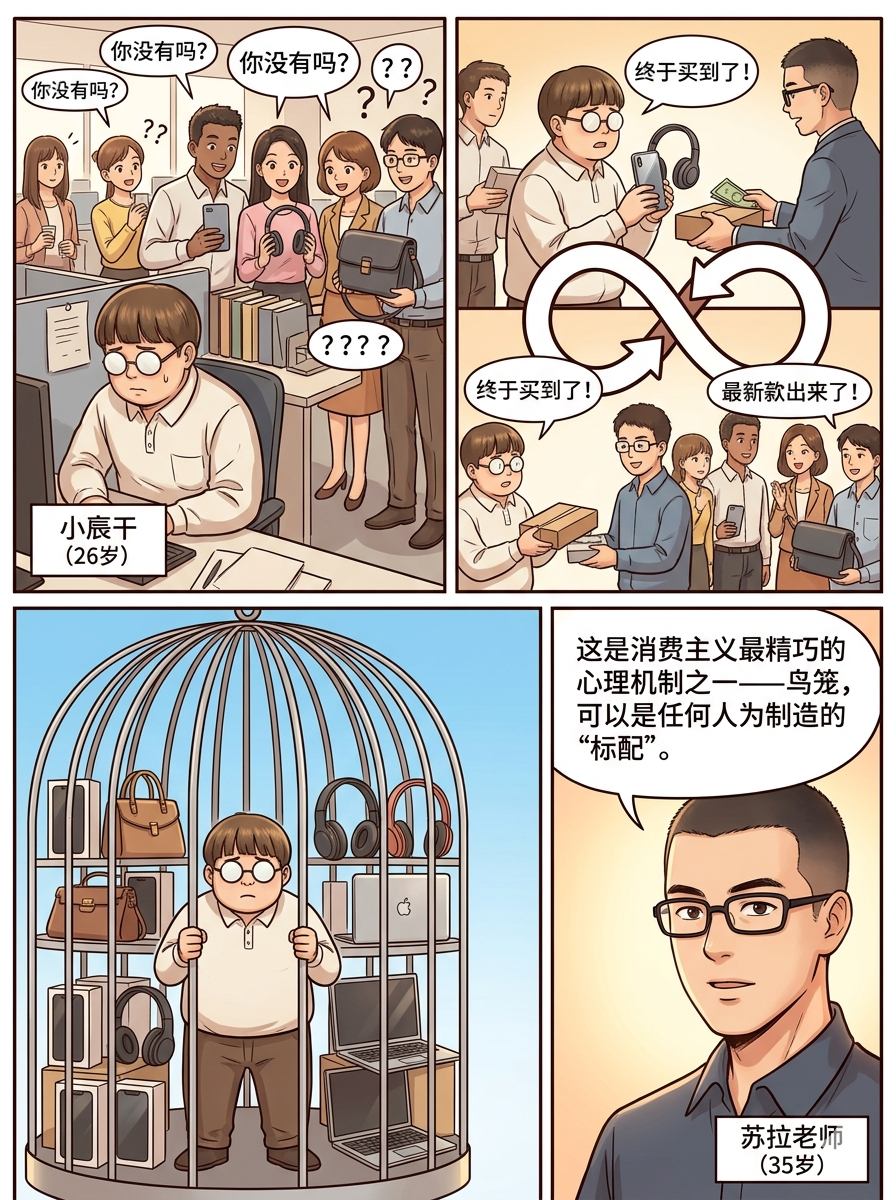 你没有吗？
你没有吗？
你没有吗？
？？
？
？
??
？？？？
小宸干
（26岁）
终于买到了！
终于买到了！
最新款出来了！
这是消费主义最精巧的
心理机制之一——鸟笼，
可以是任何人为制造的
“标配”。
苏拉老师
（35岁）